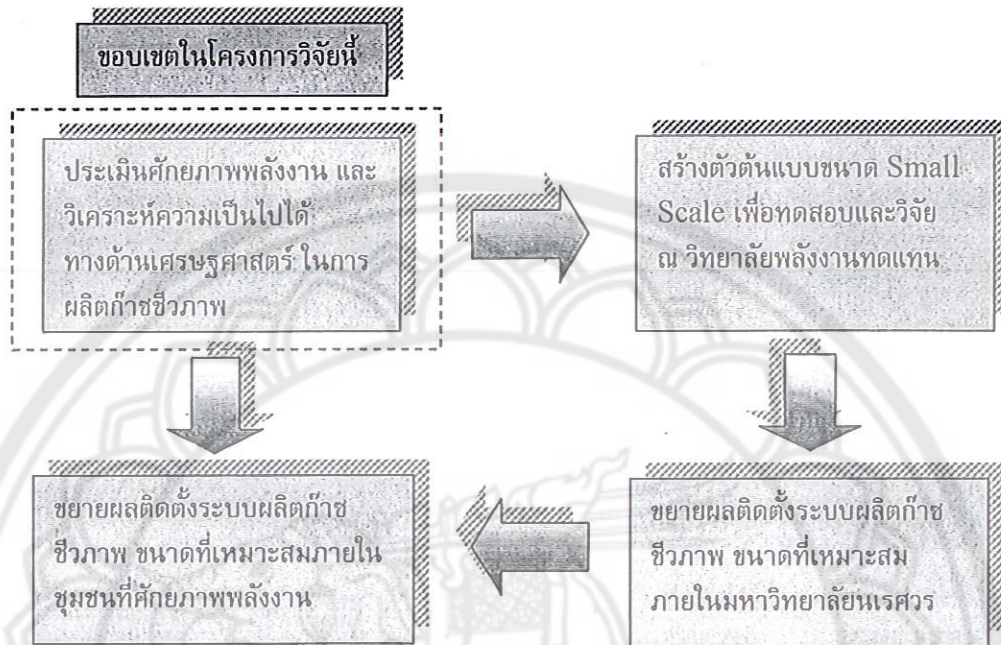 ขอบเขตในโครงการวิจัยนี้
ประเมินศักยภาพพลังงาน และ
วิเคราะห์ความเป็นไปได้
ทางด้านเศรษฐศาสตร์ ในการ
ผลิตก๊าซชีวภาพ
สร้างตัวต้นแบบขนาด Small
Scale เพื่อทดสอบและวิจัย
ณ วิทยาลัยพลังงานทดแทน
ขยายผลติดตั้งระบบผลิตก๊าซ
ชีวภาพ ขนาดที่เหมาะสมภายใน
ชุมชนที่ศักยภาพพลังงาน
ขยายผลติดตั้งระบบผลิตก๊าซ
ชีวภาพ ขนาดที่เหมาะสม
ภายในมหาวิทยาลัยนเรศวร